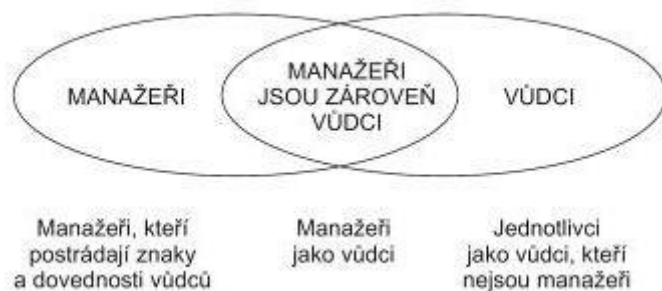 MANAŽEŘI
MANAŽEŘI
JSOU ZÁROVEŇ
VŮDCI
VŮDCI
Manažeři, kteří
postrádají znaky
a dovednosti vůdců
Manažeři
jako vůdci
Jednotlivci
jako vůdci, kteří
nejsou manažeři